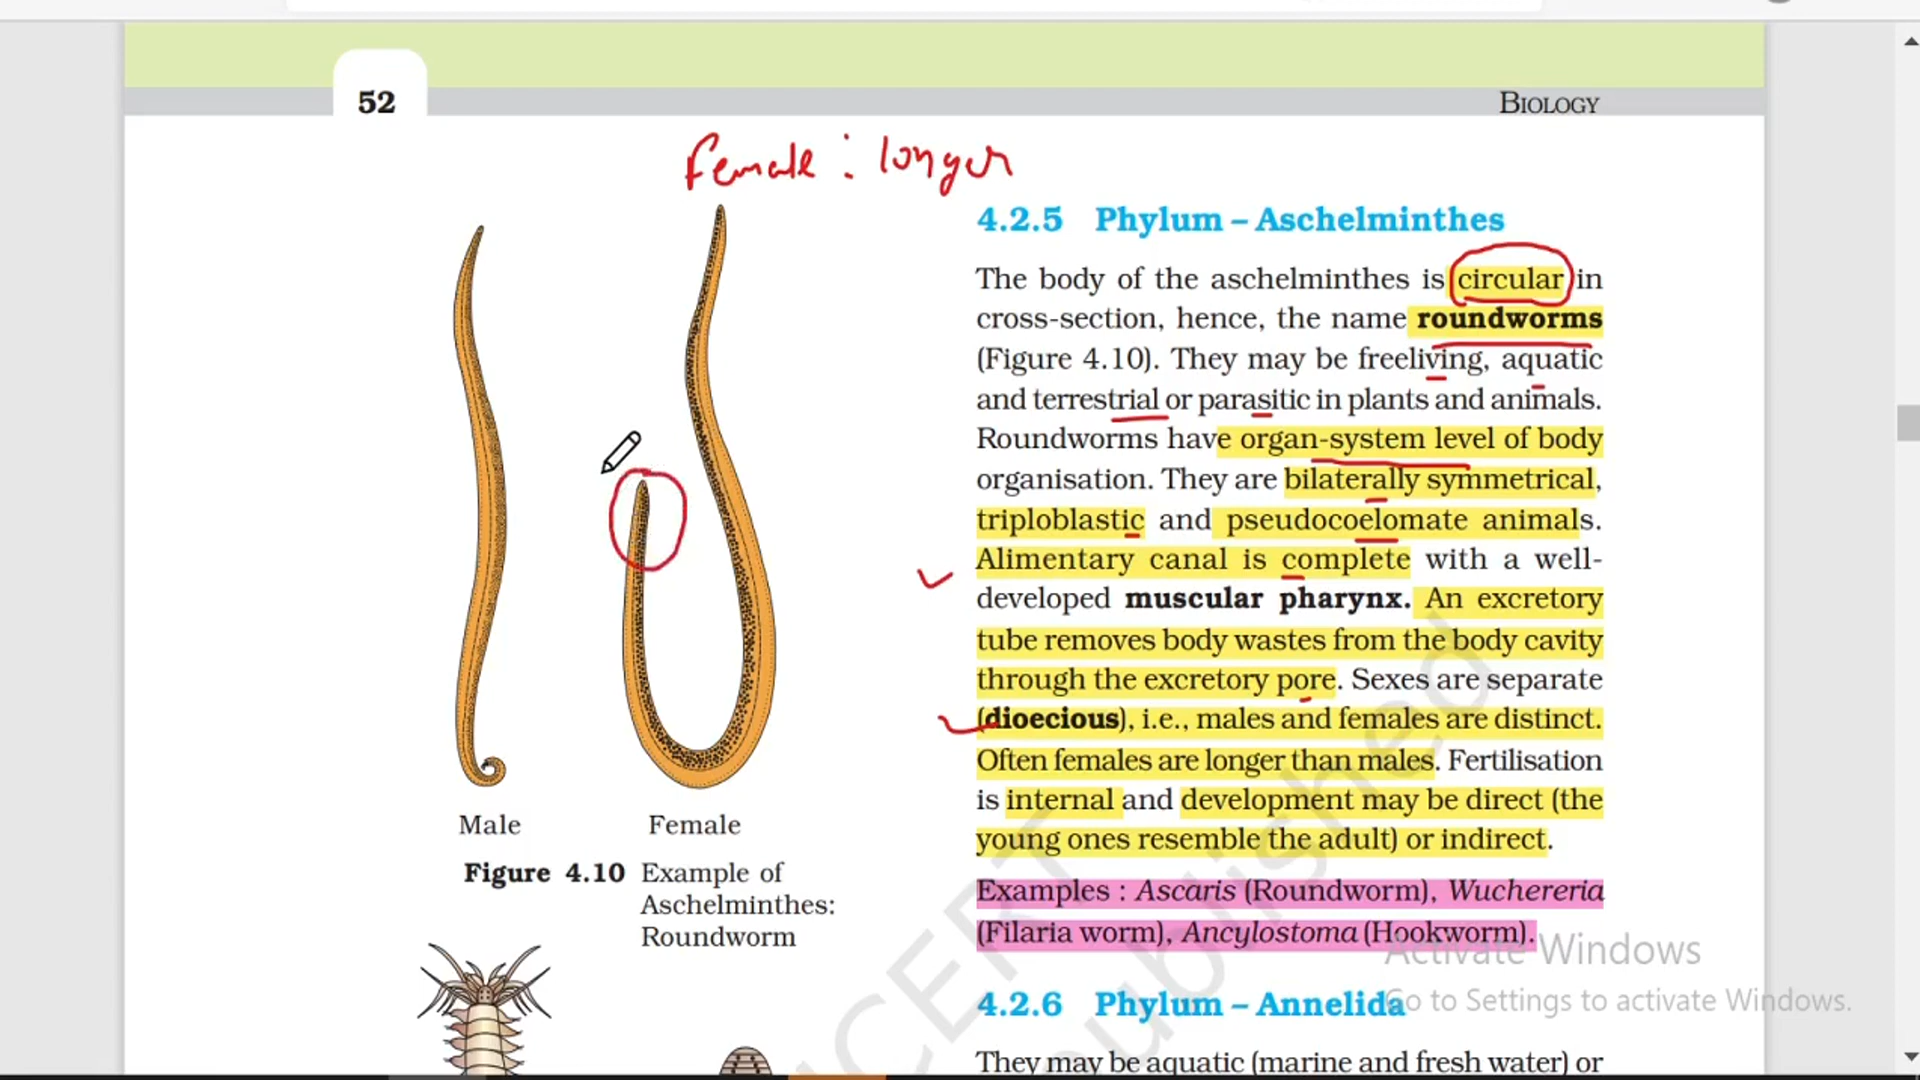 52
BIOLOGY
Female : longer
4.2.5 Phylum – Aschelminthes
The body of the aschelminthes is circular in
cross-section, hence, the name roundworms
(Figure 4.10). They may be freeliving, aquatic
and terrestrial or parasitic in plants and animals.
Roundworms have organ-system level of body
organisation. They are bilaterally symmetrical,
triploblastic and pseudocoelomate animals.
Alimentary canal is complete with a well-
developed muscular pharynx. An excretory
tube removes body wastes from the body cavity
through the excretory pore. Sexes are separate
(dioecious), i.e., males and females are distinct.
Often females are longer than males. Fertilisation
is internal and development may be direct (the
young ones resemble the adult) or indirect.
Examples : Ascaris (Roundworm), Wuchereria
(Filaria worm), Ancylostoma (Hookworm).
Male Female
Figure 4.10 Example of
Aschelminthes:
Roundworm
4.2.6 Phylum – Annelida
They may be aquatic (marine and fresh water) or
Activate Windows
Go to Settings to activate Windows.
NCERT
published